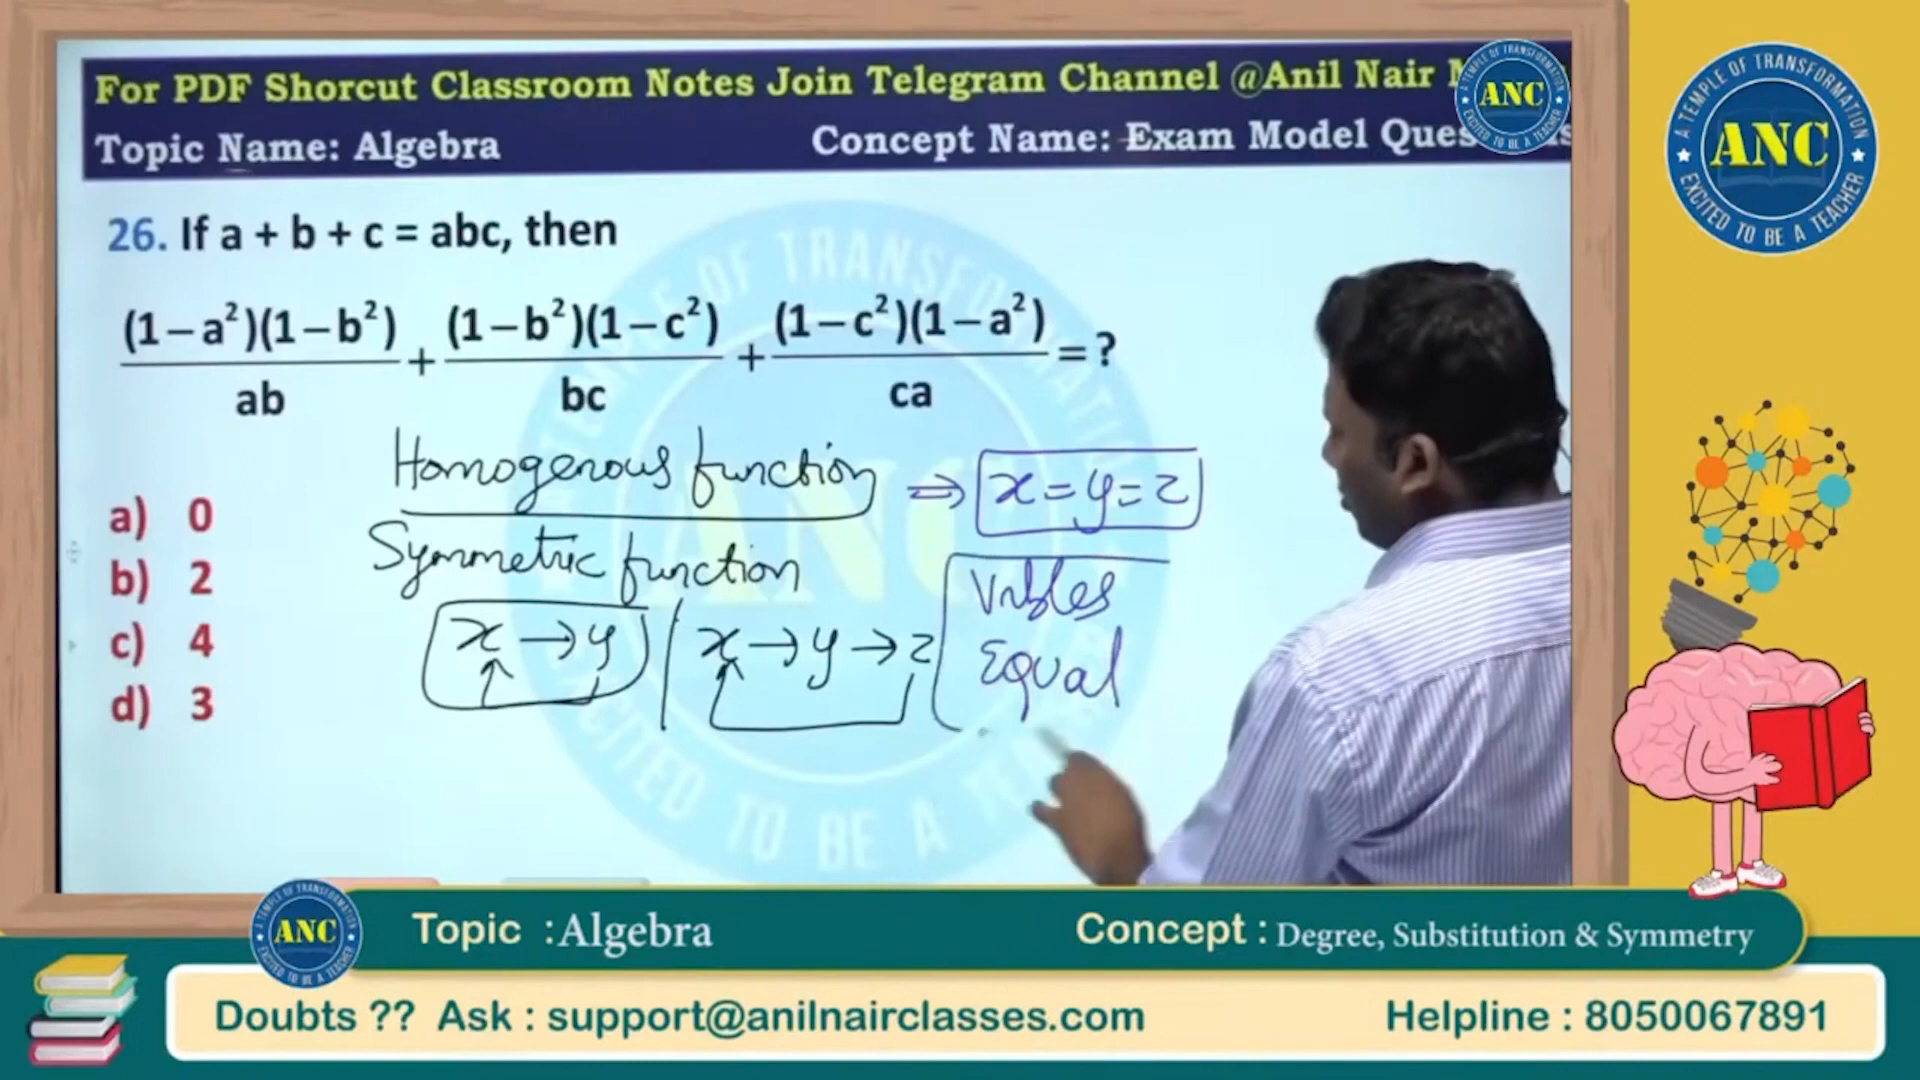 For PDF Shorcut Classroom Notes Join Telegram Channel @Anil Nair
Topic Name: Algebra
Concept Name: Exam Model
26. If a + b + c = abc, then
(1−a²)(1−b²)/ab + (1−b²)(1−c²)/bc + (1−c²)(1−a²)/ca = ?
a) 0
b) 2
c) 4
d) 3
Homogenous function ⇒ x=y=z
Symmetric function
x → y | x → y → z
Vrbles
Equal
A TEMPLE OF TRANSFORMATION
ANC
EXCITED TO BE A TEACHER
Topic : Algebra
Concept : Degree, Substitution & Symmetry
Doubts ?? Ask : support@anilnairclasses.com
Helpline : 8050067891